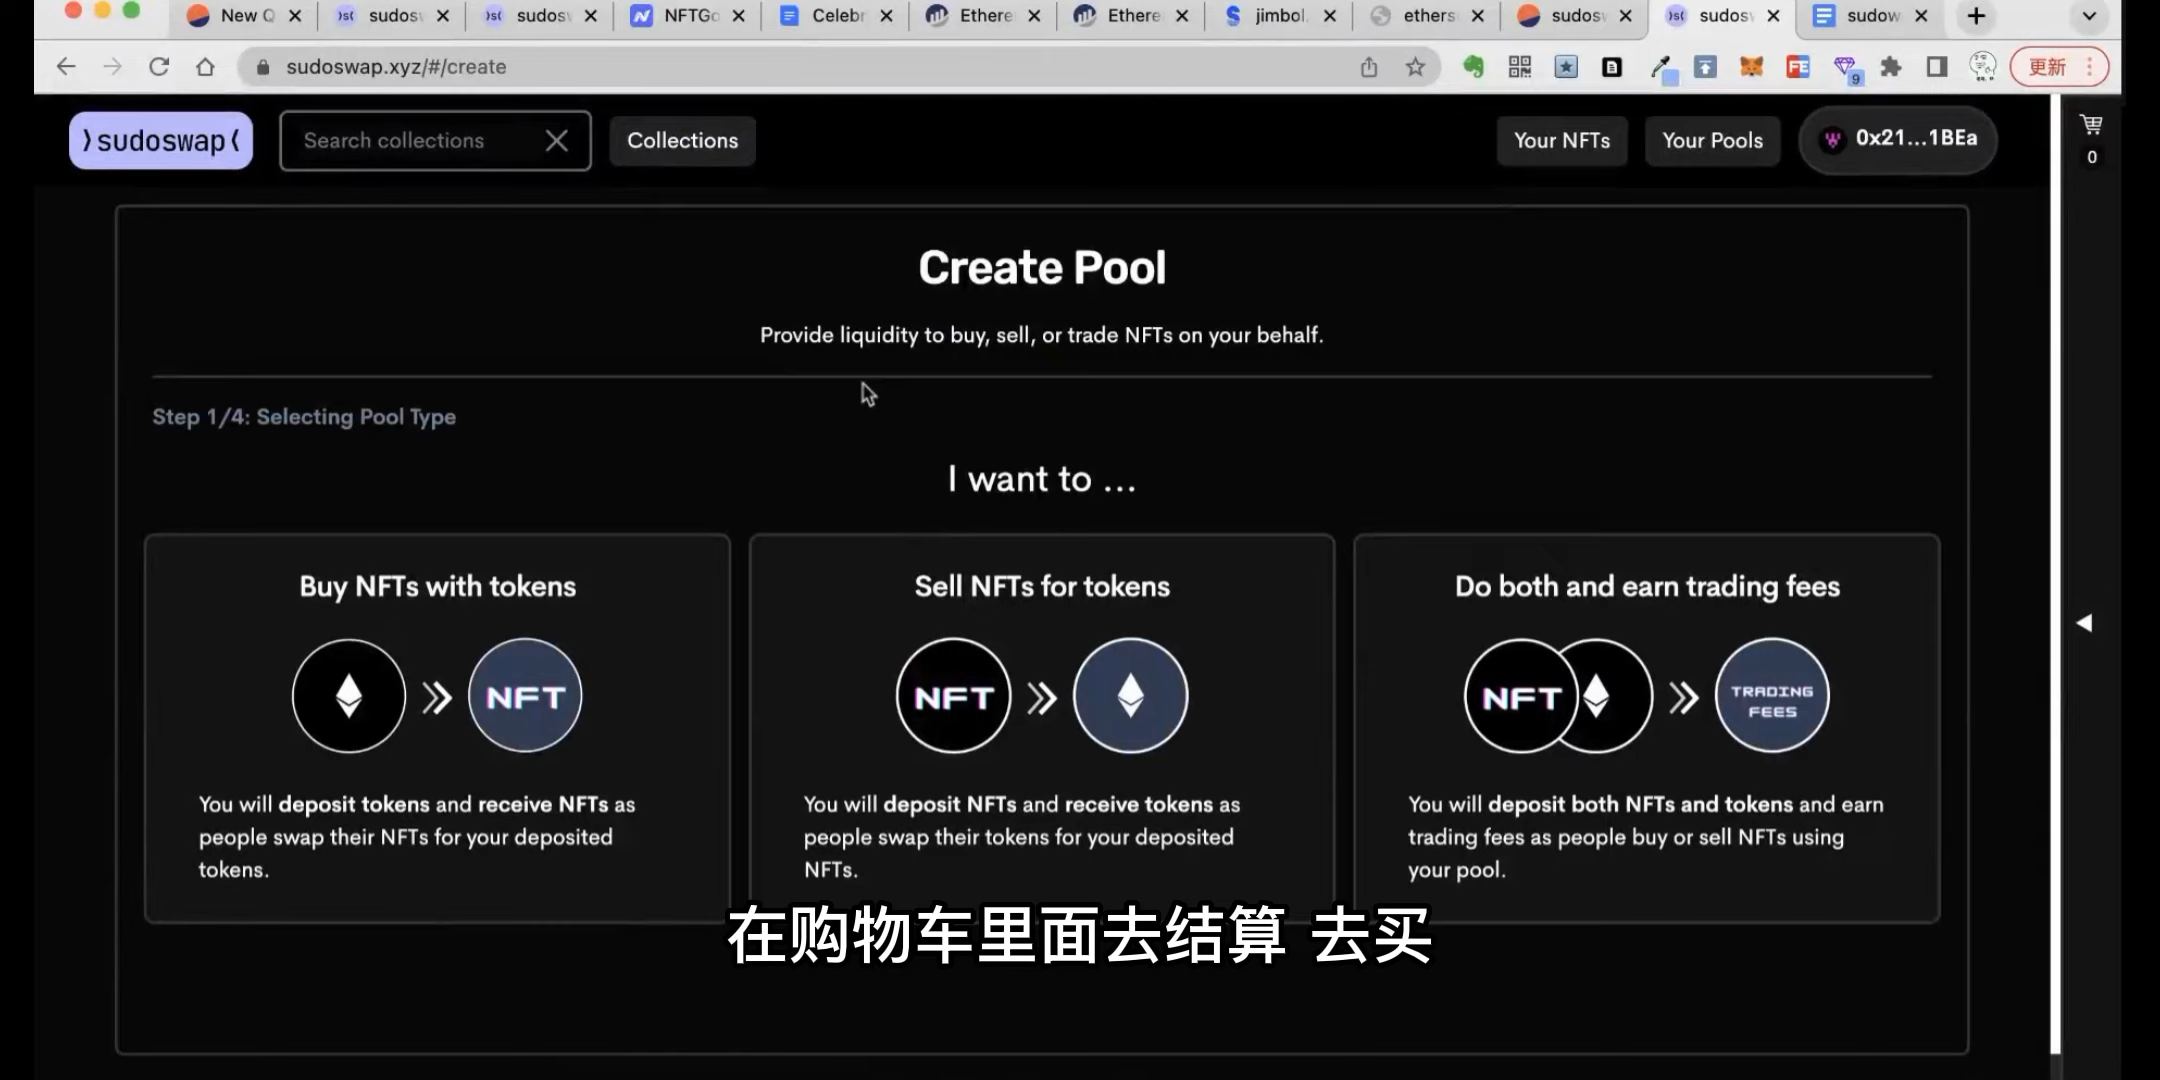 New Q
sudosv
sudosv
NFTGo
Celebr
Ethere
Ethere
jimbol.
ethers
sudosv
sudosv
sudow
sudoswap.xyz/#/create
9
更新
)sudoswap(
Search collections
Collections
Your NFTs
Your Pools
0x21...1BEa
0
Create Pool
Provide liquidity to buy, sell, or trade NFTs on your behalf.
Step 1/4: Selecting Pool Type
I want to ...
Buy NFTs with tokens
NFT
You will deposit tokens and receive NFTs as
people swap their NFTs for your deposited
tokens.
Sell NFTs for tokens
NFT
You will deposit NFTs and receive tokens as
people swap their tokens for your deposited
NFTs.
Do both and earn trading fees
NFT
TRADING
FEES
You will deposit both NFTs and tokens and earn
trading fees as people buy or sell NFTs using
your pool.
在购物车里面去结算 去买